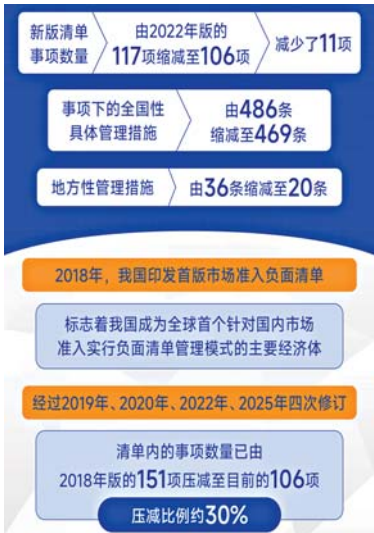 新版清单
事项数量
由2022年版的
117项缩减至106项
减少了11项
事项下的全国性
具体管理措施
由486条
缩减至469条
地方性管理措施
由36条缩减至20条
2018年，我国印发首版市场准入负面清单
标志着我国成为全球首个针对国内市场
准入实行负面清单管理模式的主要经济体
经过2019年、2020年、2022年、2025年四次修订
清单内的事项数量已由
2018年版的151项压减至目前的106项
压减比例约30%